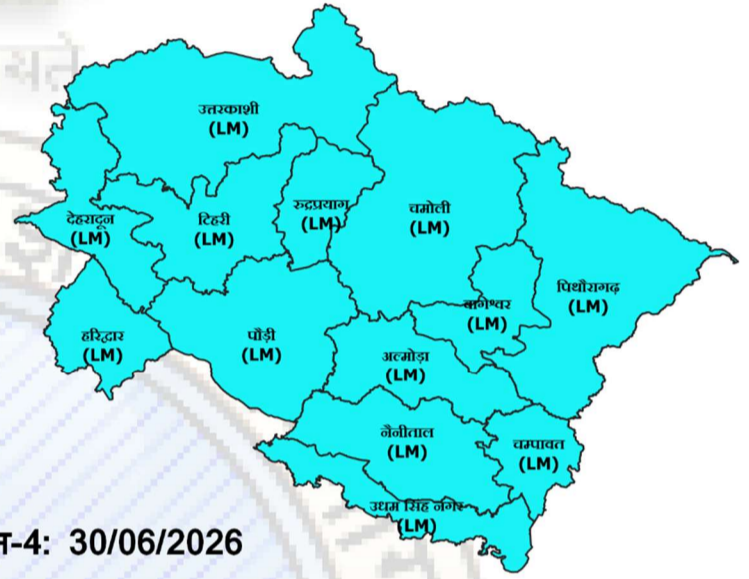 उत्तरकाशी
(LM)
देहरादून
(LM)
टिहरी
(LM)
रुद्रप्रयाग
(LM)
चमोली
(LM)
पिथौरागढ़
(LM)
बागेश्वर
(LM)
हरिद्वार
(LM)
पौड़ी
(LM)
अल्मोड़ा
(LM)
नैनीताल
(LM)
चम्पावत
(LM)
उधम सिंह नगर
(LM)
-4: 30/06/2026